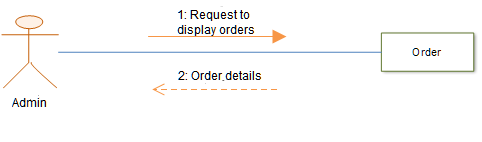 1: Request to
display orders
Order
2: Order details
Admin